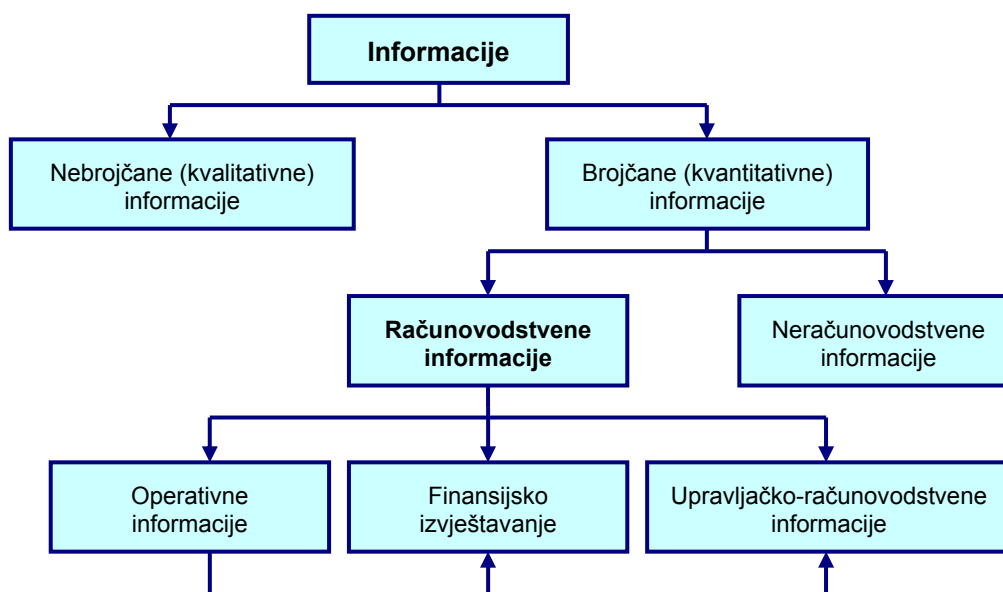 Informacije
Nebrojčane (kvalitativne)
informacije
Brojčane (kvantitativne)
informacije
Računovodstvene
informacije
Neračunovodstvene
informacije
Operativne
informacije
Finansijsko
izvještavanje
Upravljačko-računovodstvene
informacije